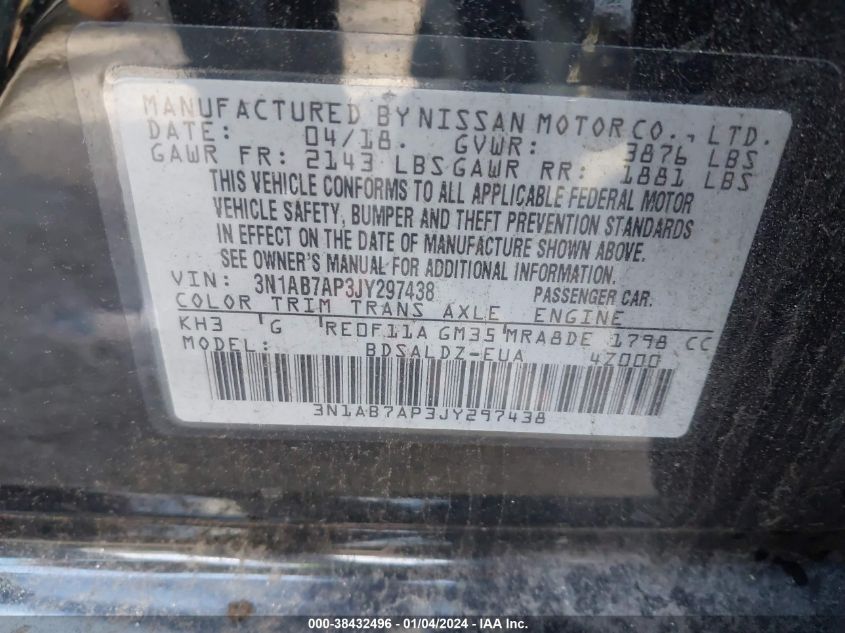 MANUFACTURED BY NISSAN MOTOR CO., LTD.
DATE: 04/18. GVWR: 3876 LBS
GAWR FR: 2143 LBS GAWR RR: 1881 LBS
THIS VEHICLE CONFORMS TO ALL APPLICABLE FEDERAL MOTOR
VEHICLE SAFETY, BUMPER AND THEFT PREVENTION STANDARDS
IN EFFECT ON THE DATE OF MANUFACTURE SHOWN ABOVE.
SEE OWNER'S MANUAL FOR ADDITIONAL INFORMATION.
VIN: 3N1AB7AP3JY297438 PASSENGER CAR.
COLOR TRIM TRANS AXLE ENGINE
KH3 G RE0F11A GM35 MRA8DE 1798 CC
MODEL: BDSALDZ-EUA 4Z000
3N1AB7AP3JY297438
000-38432496 - 01/04/2024 - IAA, Inc.